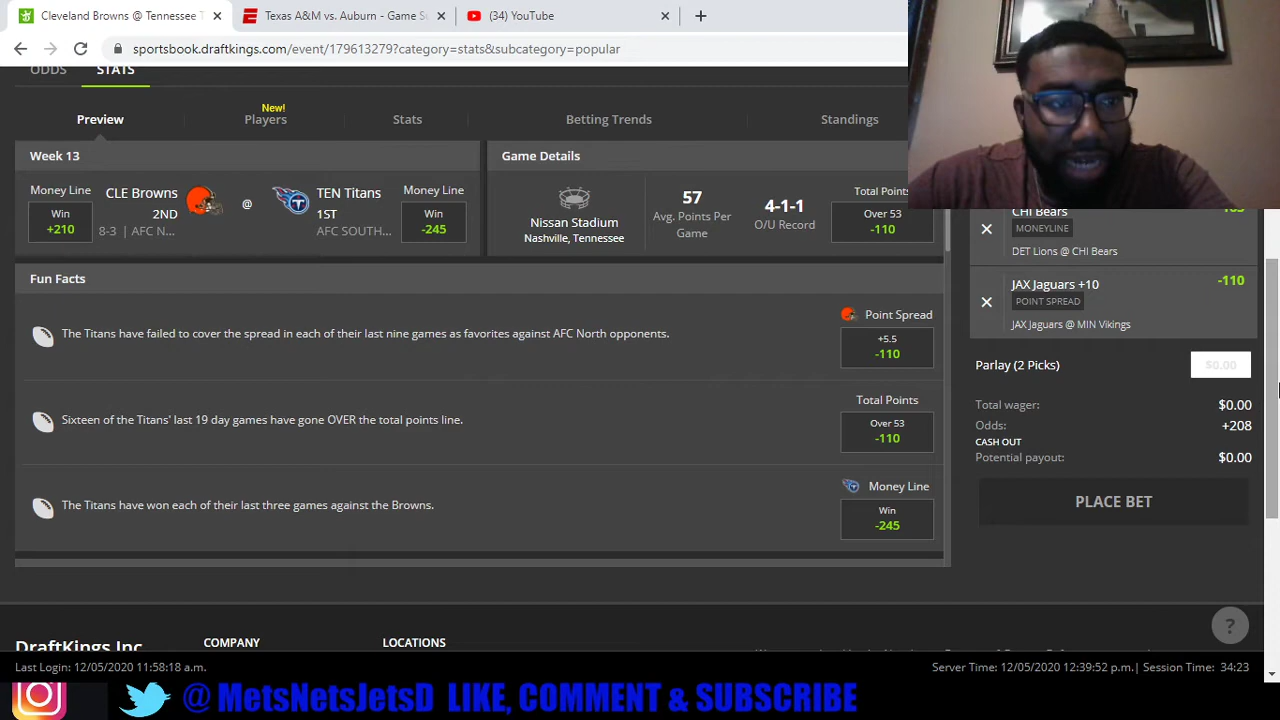 Cleveland Browns @ Tennessee T
Texas A&M vs. Auburn - Game Su
(34) YouTube
sportsbook.draftkings.com/event/179613279?category=stats&subcategory=popular
ODDS
STATS
New!
Preview
Players
Stats
Betting Trends
Standings
Week 13
Game Details
Money Line
CLE Browns
@
TEN Titans
Money Line
Win
+210
2ND
8-3 | AFC N...
1ST
AFC SOUTH...
Win
-245
Nissan Stadium
Nashville, Tennessee
57
Avg. Points Per
Game
4-1-1
O/U Record
Total Points
Over 53
-110
Fun Facts
The Titans have failed to cover the spread in each of their last nine games as favorites against AFC North opponents.
Point Spread
+5.5
-110
Sixteen of the Titans' last 19 day games have gone OVER the total points line.
Total Points
Over 53
-110
The Titans have won each of their last three games against the Browns.
Money Line
Win
-245
CHI Bears
MONEYLINE
DET Lions @ CHI Bears
JAX Jaguars +10
-110
POINT SPREAD
JAX Jaguars @ MIN Vikings
Parlay (2 Picks)
$0.00
Total wager:
$0.00
Odds:
+208
CASH OUT
Potential payout:
$0.00
PLACE BET
DraftKings Inc
COMPANY
LOCATIONS
?
Last Login: 12/05/2020 11:58:18 a.m.
Server Time: 12/05/2020 12:39:52 p.m.| Session Time: 34:23
@ MetsNetsJetsD LIKE, COMMENT & SUBSCRIBE